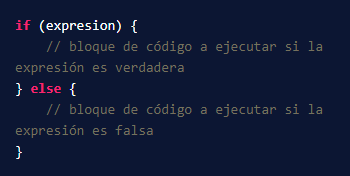 if (expresion) {
// bloque de código a ejecutar si la
expresión es verdadera
} else {
// bloque de código a ejecutar si la
expresión es falsa
}